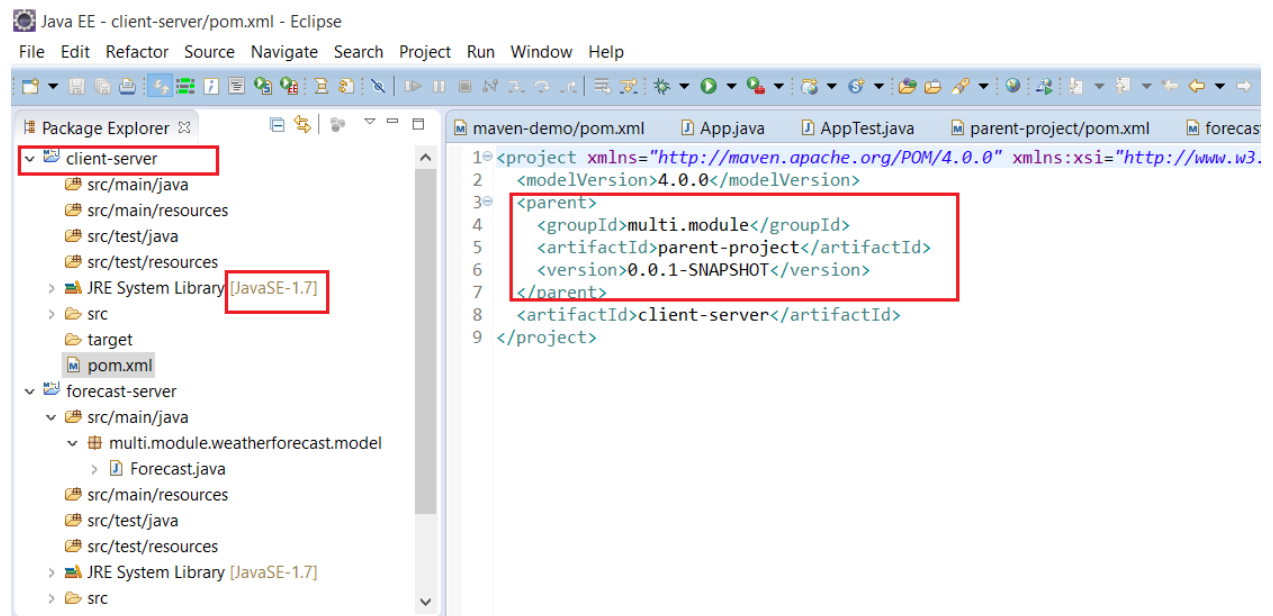 Java EE - client-server/pom.xml - Eclipse
File Edit Refactor Source Navigate Search Project Run Window Help
Package Explorer
client-server
src/main/java
src/main/resources
src/test/java
src/test/resources
JRE System Library [JavaSE-1.7]
src
target
pom.xml
forecast-server
src/main/java
multi.module.weatherforecast.model
Forecast.java
src/main/resources
src/test/java
src/test/resources
JRE System Library [JavaSE-1.7]
src
maven-demo/pom.xml App.java AppTest.java parent-project/pom.xml forecast
1 <project xmlns="http://maven.apache.org/POM/4.0.0" xmlns:xsi="http://www.w3.
2 <modelVersion>4.0.0</modelVersion>
3 <parent>
4 <groupId>multi.module</groupId>
5 <artifactId>parent-project</artifactId>
6 <version>0.0.1-SNAPSHOT</version>
7 </parent>
8 <artifactId>client-server</artifactId>
9 </project>